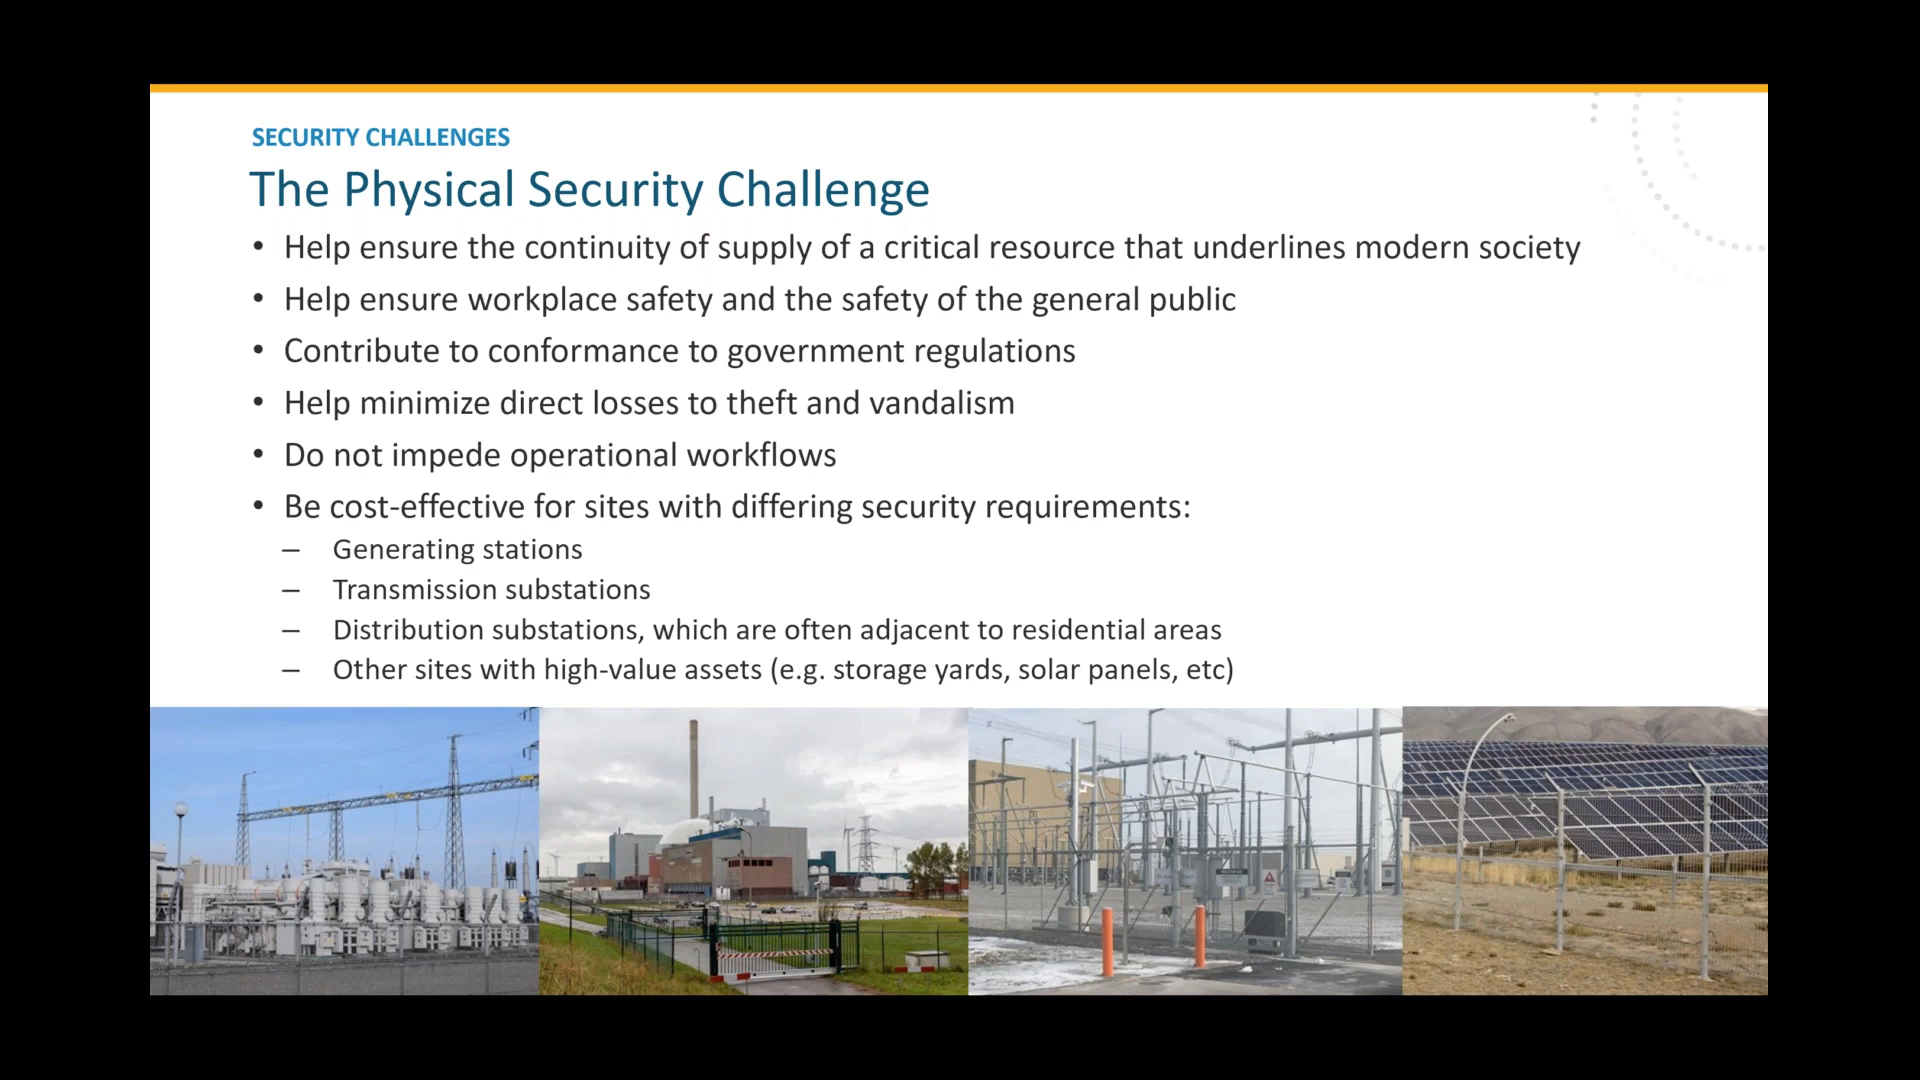 SECURITY CHALLENGES
The Physical Security Challenge
• Help ensure the continuity of supply of a critical resource that underlines modern society
• Help ensure workplace safety and the safety of the general public
• Contribute to conformance to government regulations
• Help minimize direct losses to theft and vandalism
• Do not impede operational workflows
• Be cost-effective for sites with differing security requirements:
– Generating stations
– Transmission substations
– Distribution substations, which are often adjacent to residential areas
– Other sites with high-value assets (e.g. storage yards, solar panels, etc)